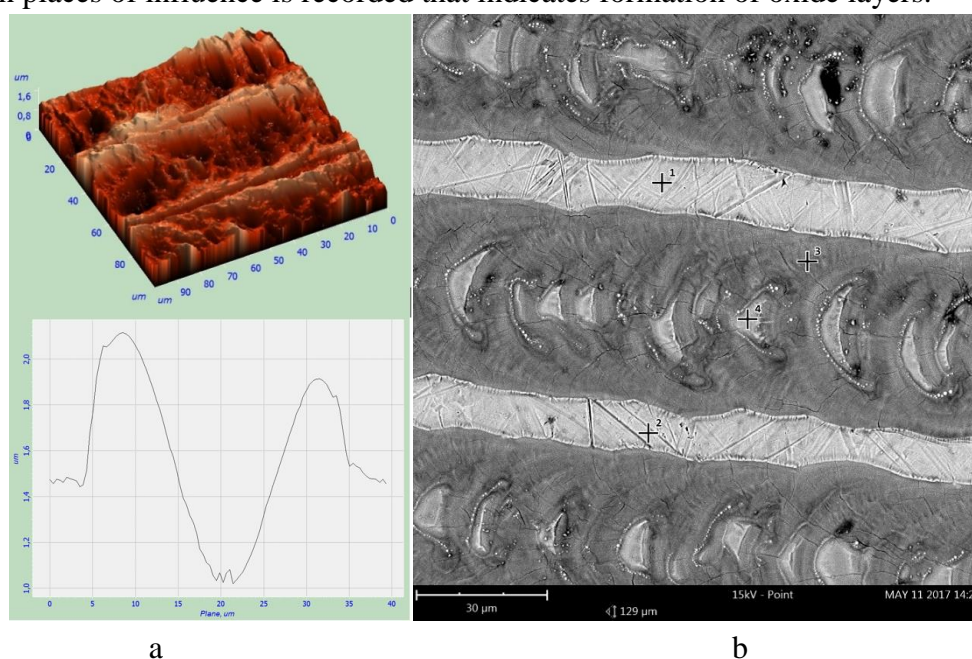 n places of influence is recorded that indicates formation of oxide layers.
um
1,6
0,8
0
20
40
60
80
um
um
90
80
70
60
50
40
30
20
10
0
um
2,0
1,8
1,6
1,4
1,2
1,0
0 5 10 15 20 25 30 35 40
Plane, um
1
3
4
2
30 µm
129 µm
15kV - Point
MAY 11 2017 14:2
a b